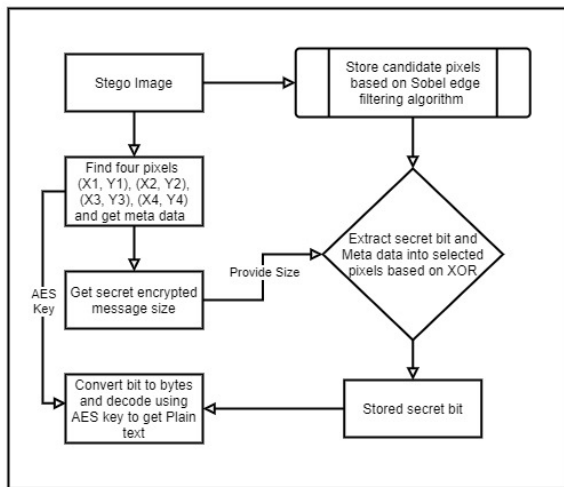 Stego Image
Store candidate pixels
based on Sobel edge
filtering algorithm
Find four pixels
(X1, Y1), (X2, Y2),
(X3, Y3), (X4, Y4)
and get meta data
Extract secret bit and
Meta data into selected
pixels based on XOR
Provide Size
AES
Key
Get secret encrypted
message size
Convert bit to bytes
and decode using
AES key to get Plain
text
Stored secret bit